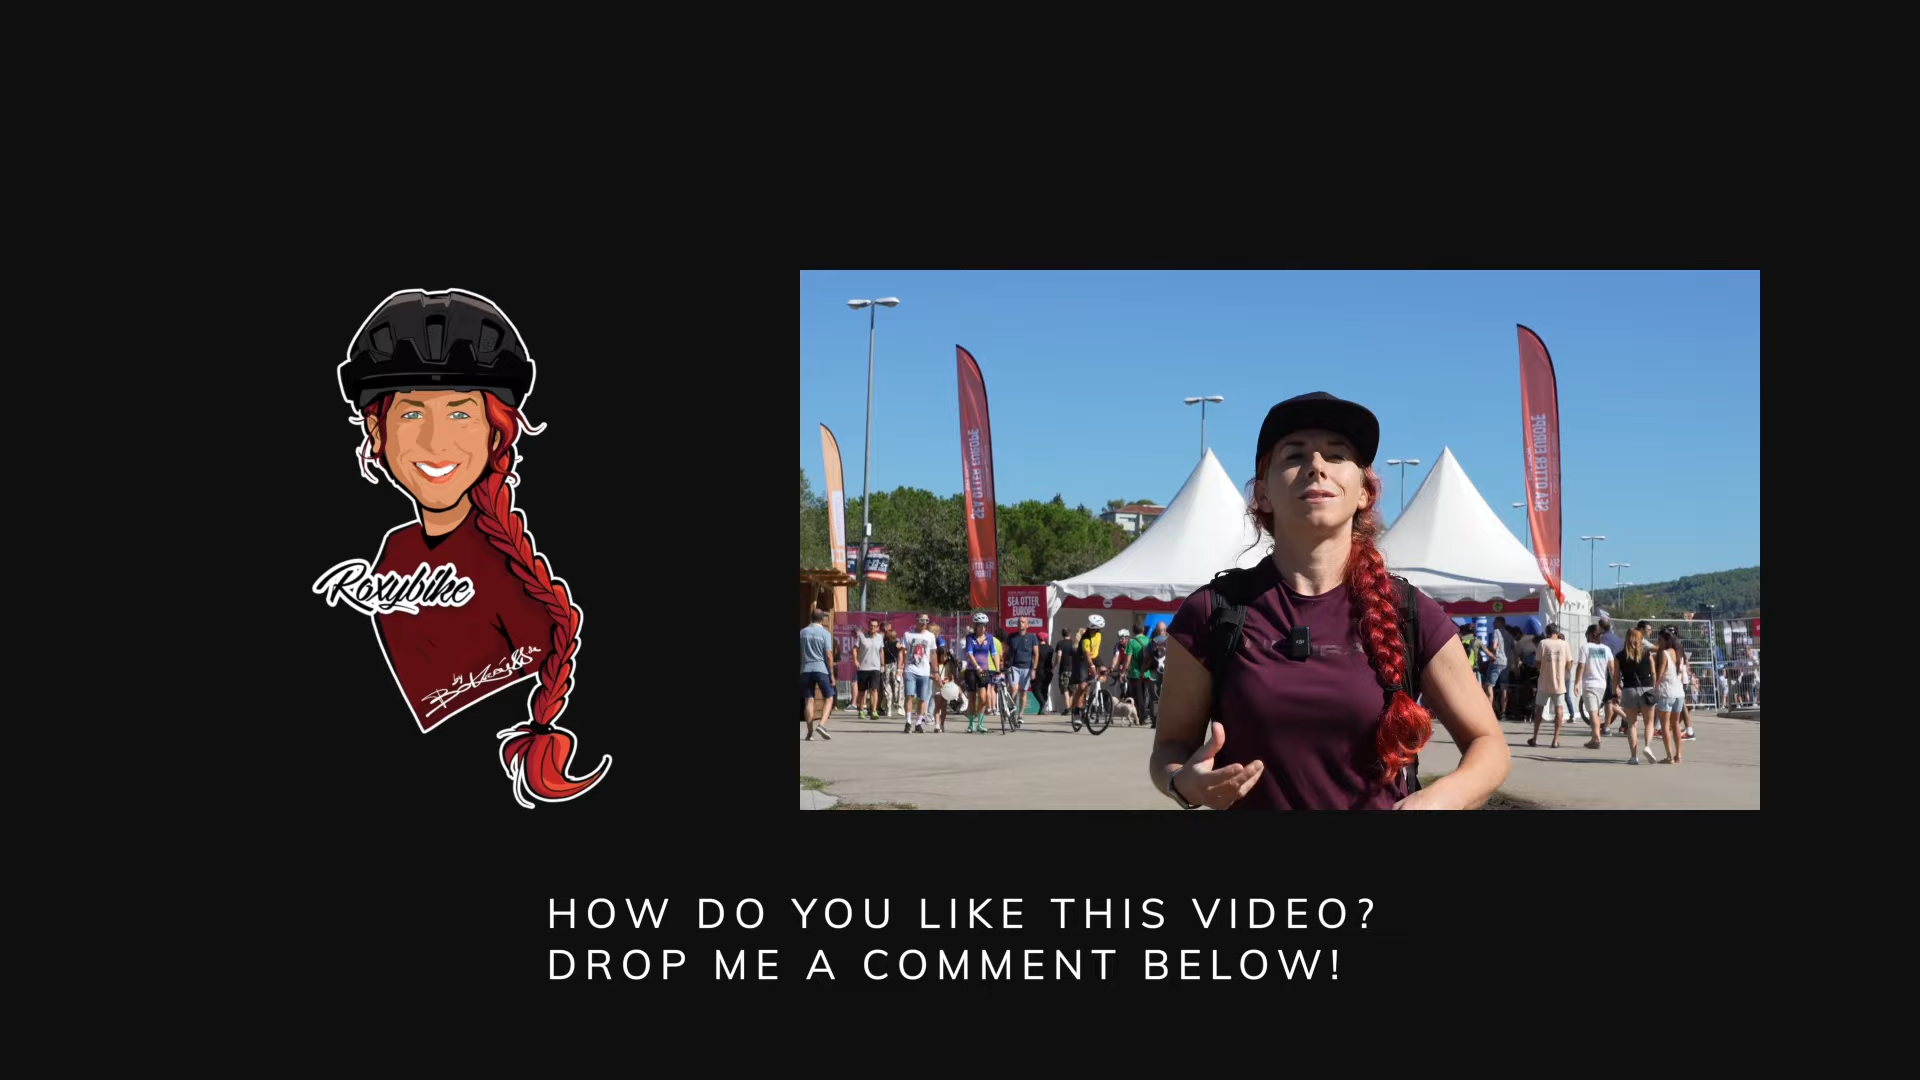 Roxybike
by
SEA OTTER EUROPE
SEA OTTER EUROPE
SEA OTTER
EUROPE
HOW DO YOU LIKE THIS VIDEO?
DROP ME A COMMENT BELOW!